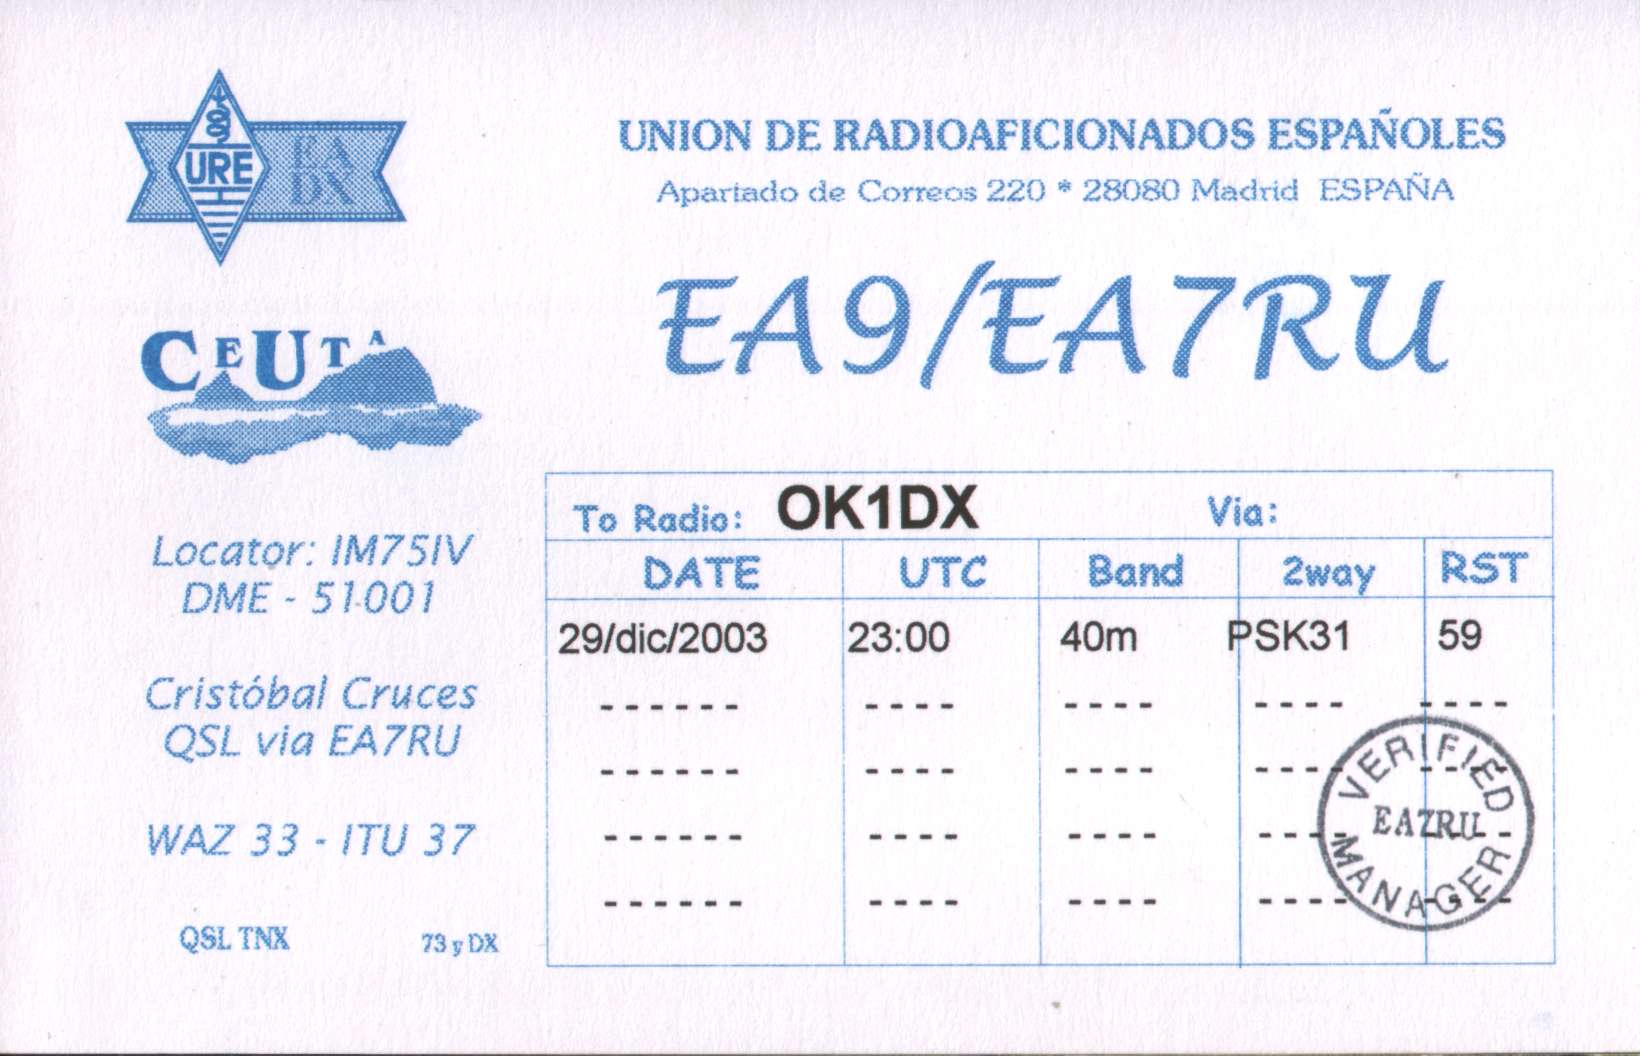 URE
EA
DX
UNION DE RADIOAFICIONADOS ESPAÑOLES
Apartado de Correos 220 * 28080 Madrid ESPAÑA
EA9/EA7RU
CEUTA
Locator: IM75IV
DME - 51.001
Cristóbal Cruces
QSL via EA7RU
WAZ 33 - ITU 37
QSL TNX 73 y DX
To Radio: OK1DX Via:
DATE UTC Band 2way RST
29/dic/2003 23:00 40m PSK31 59
------ ---- ---- ---- ----
------ ---- ---- ---- ----
------ ---- ---- ---- ----
------ ---- ---- ---- ----
VERIFIED
EA7RU
MANAGER